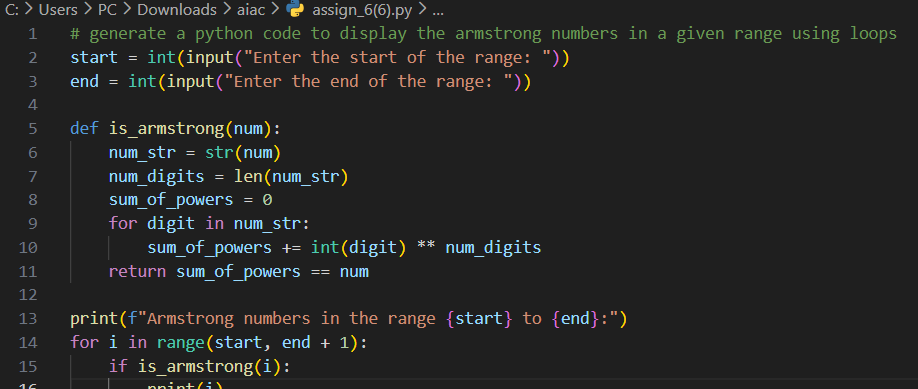 C: > Users > PC > Downloads > aiac > assign_6(6).py > ...
1 # generate a python code to display the armstrong numbers in a given range using loops
2 start = int(input("Enter the start of the range: "))
3 end = int(input("Enter the end of the range: "))
4
5 def is_armstrong(num):
6     num_str = str(num)
7     num_digits = len(num_str)
8     sum_of_powers = 0
9     for digit in num_str:
10         sum_of_powers += int(digit) ** num_digits
11     return sum_of_powers == num
12
13 print(f"Armstrong numbers in the range {start} to {end}:")
14 for i in range(start, end + 1):
15     if is_armstrong(i):
16         print(i)